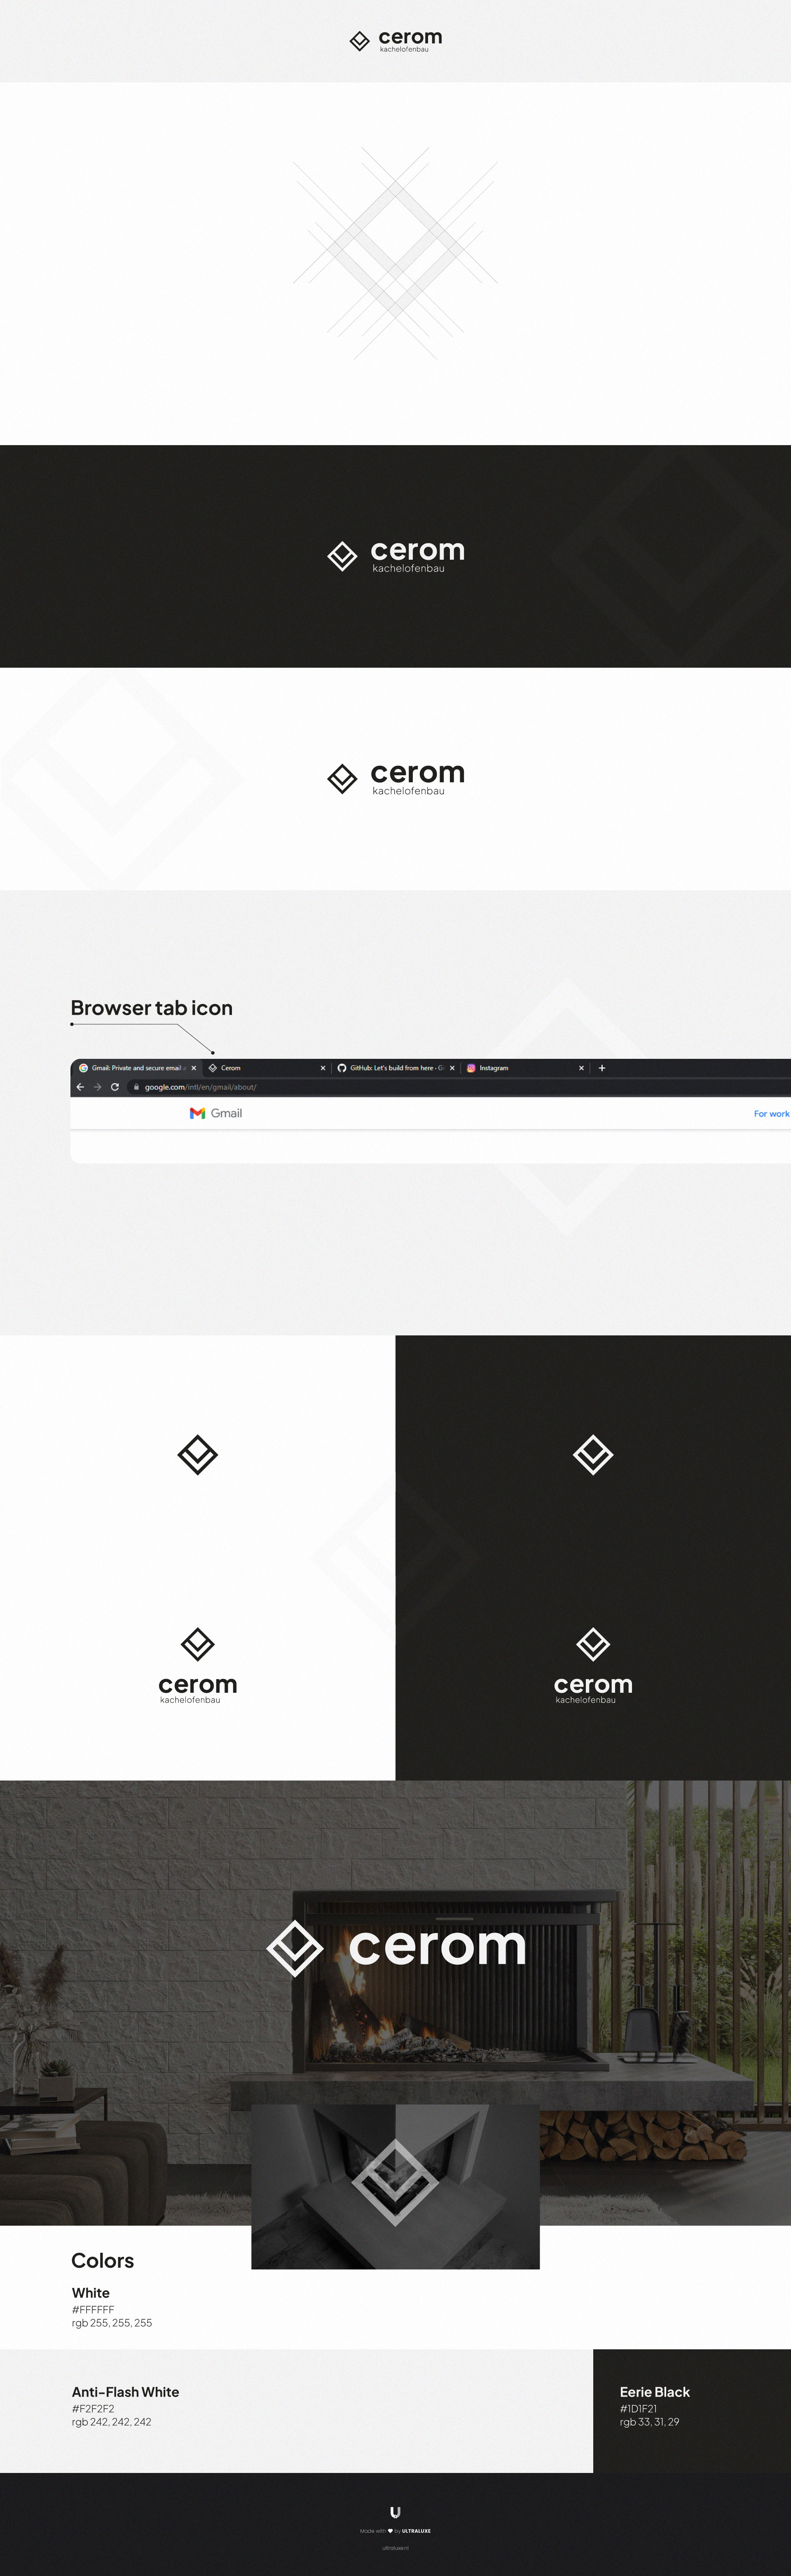 cerom
kachelofenbau
cerom
kachelofenbau
cerom
kachelofenbau
Browser tab icon
Gmail: Private and secure email a
Cerom
GitHub: Let's build from here · G
Instagram
google.com/intl/en/gmail/about/
Gmail
For work
cerom
kachelofenbau
cerom
kachelofenbau
cerom
Colors
White
#FFFFFF
rgb 255, 255, 255
Anti-Flash White
#F2F2F2
rgb 242, 242, 242
Eerie Black
#1D1F21
rgb 33, 31, 29
Made with ♥ by ULTRALUXE